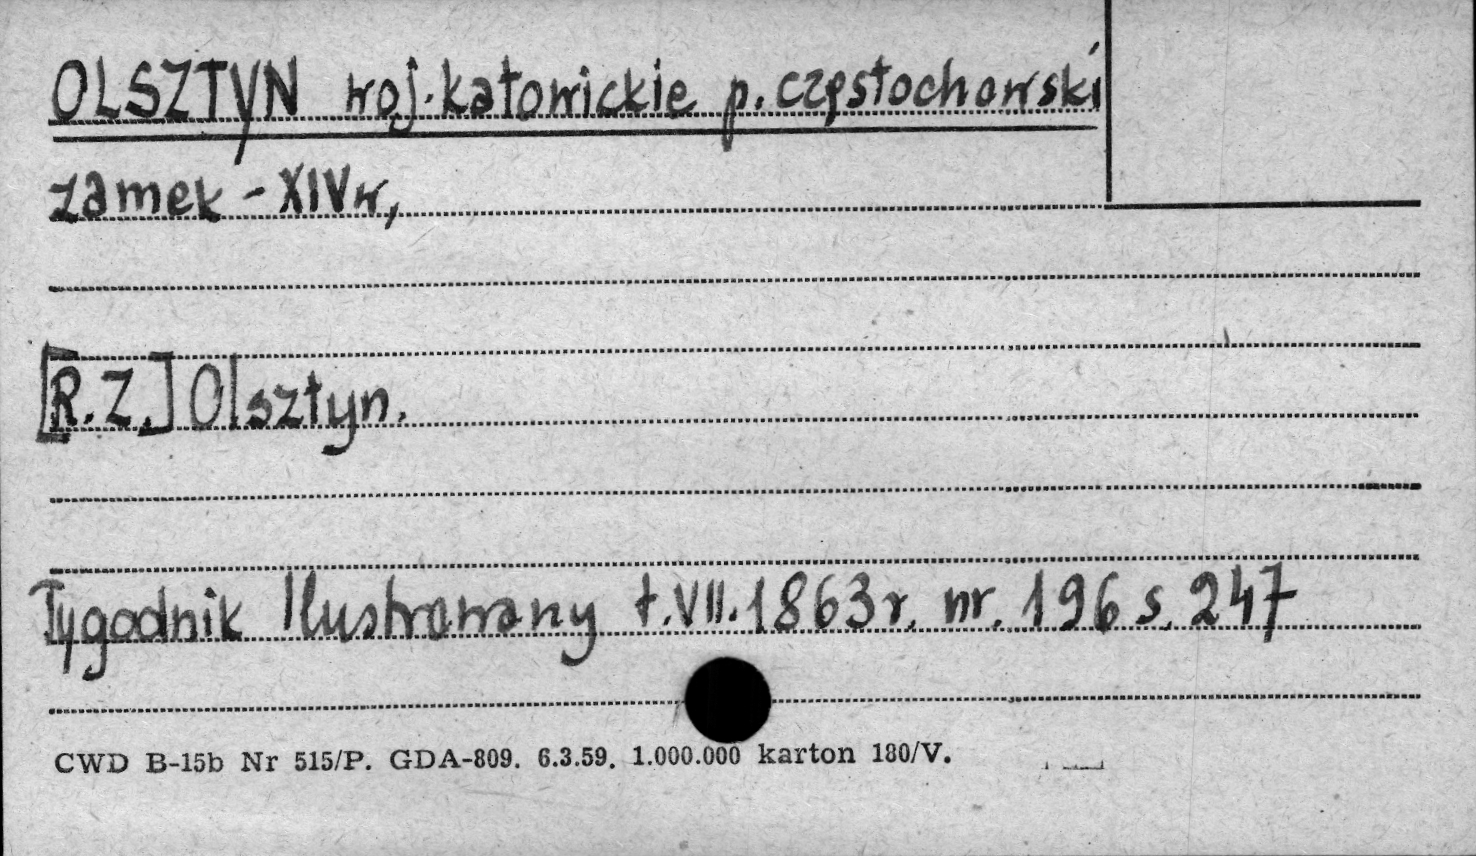 OLSZTYN woj. katowickie p. częstochowski
zamek - XIVw,
[R. Z.] Olsztyn.
Tygodnik Ilustrowany t. VII. 1863 r. nr. 196 s. 247
CWD B-15b Nr 515/P. GDA-809. 6.3.59. 1.000.000 karton 180/V.